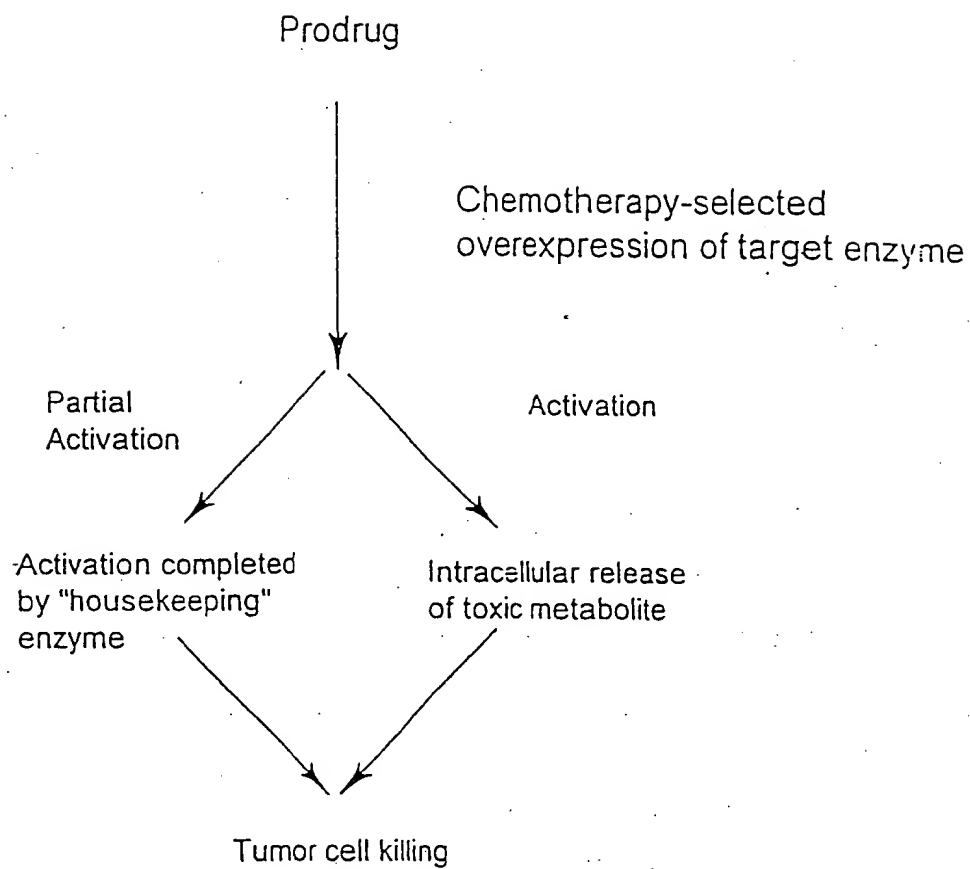 Prodrug
Chemotherapy-selected
overexpression of target enzyme
Partial
Activation
Activation
Activation completed
by "housekeeping"
enzyme
Intracellular release
of toxic metabolite
Tumor cell killing